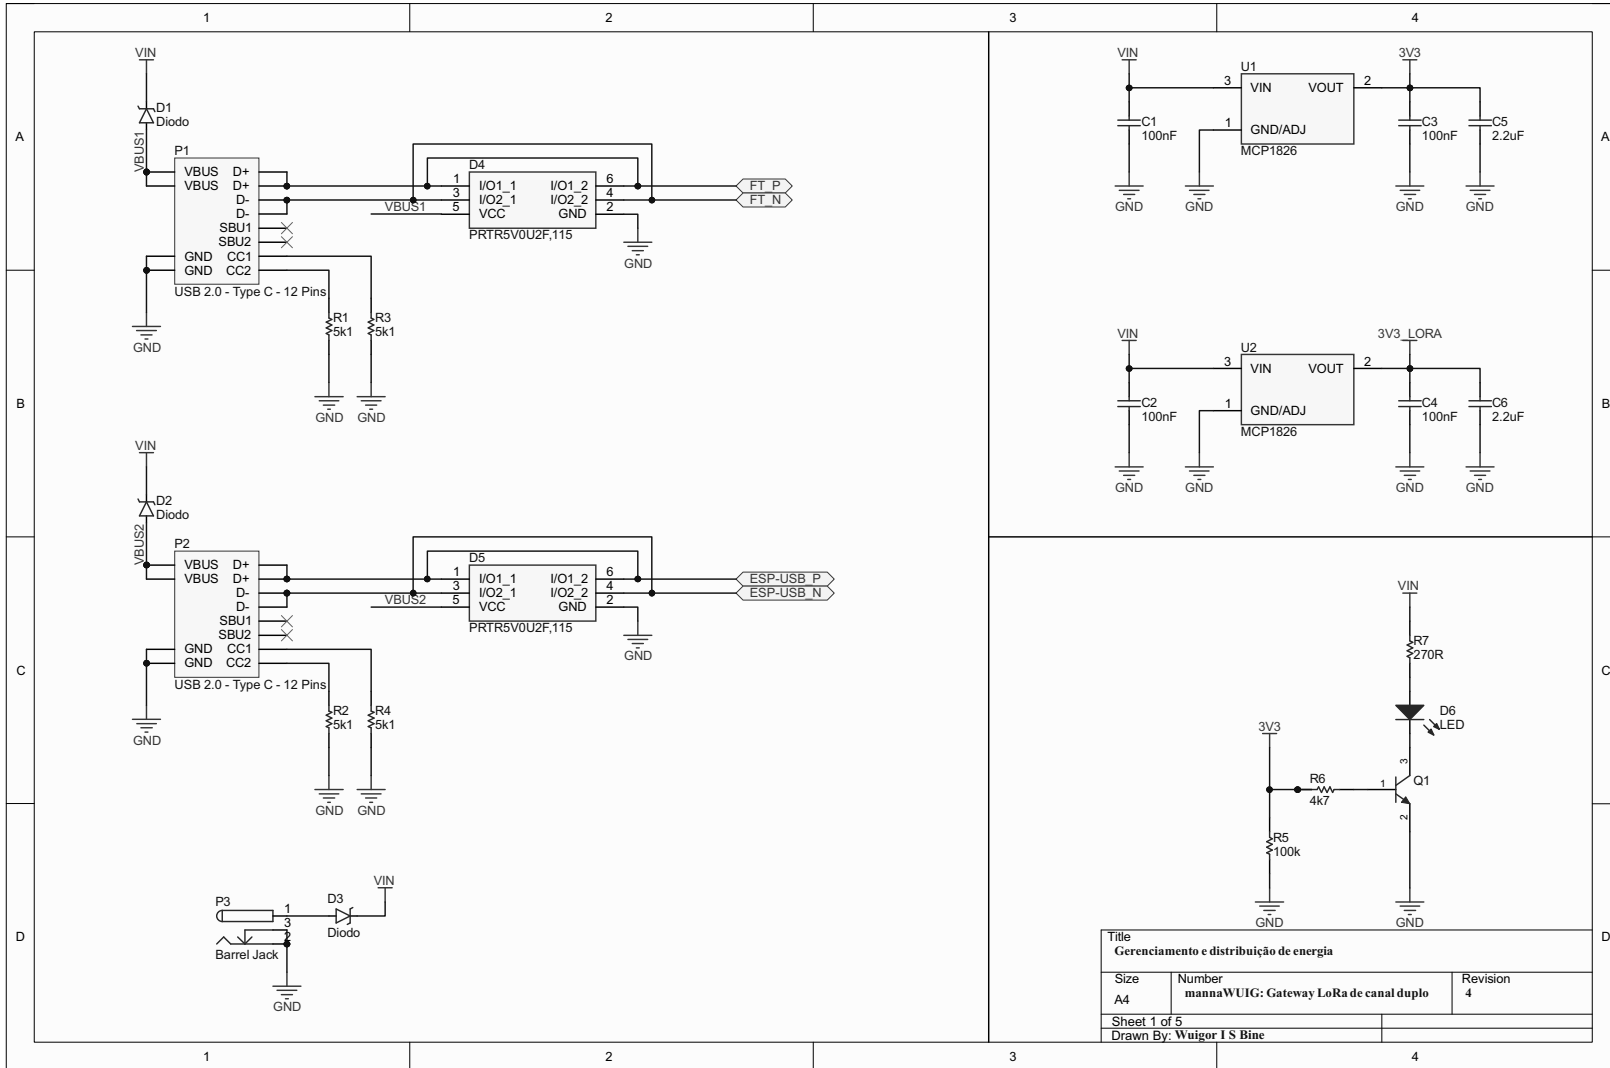 1 2 3 4
A
B
C
D
VIN
D1
Diodo
VBUS1
P1
VBUS D+
VBUS D+
D-
D-
SBU1
SBU2
GND CC1
GND CC2
USB 2.0 - Type C - 12 Pins
GND
R1
5k1
GND
R3
5k1
GND
VBUS1
D4
1 I/O1_1 I/O1_2 6
3 I/O2_1 I/O2_2 4
5 VCC GND 2
PRTR5V0U2F,115
GND
FT_P
FT_N
VIN
D2
Diodo
VBUS2
P2
VBUS D+
VBUS D+
D-
D-
SBU1
SBU2
GND CC1
GND CC2
USB 2.0 - Type C - 12 Pins
GND
R2
5k1
GND
R4
5k1
GND
VBUS2
D5
1 I/O1_1 I/O1_2 6
3 I/O2_1 I/O2_2 4
5 VCC GND 2
PRTR5V0U2F,115
GND
ESP-USB_P
ESP-USB_N
P3
1
3
2
Barrel Jack
GND
D3
Diodo
VIN
VIN
C1
100nF
GND
U1
3 VIN VOUT 2
1 GND/ADJ
MCP1826
GND
3V3
C3
100nF
GND
C5
2.2uF
GND
VIN
C2
100nF
GND
U2
3 VIN VOUT 2
1 GND/ADJ
MCP1826
GND
3V3_LORA
C4
100nF
GND
C6
2.2uF
GND
VIN
R7
270R
D6
LED
3
Q1
1
2
GND
3V3
R6
4k7
R5
100k
GND
A
B
C
D
Title
Gerenciamento e distribuição de energia
Size Number Revision
A4 mannaWUIG: Gateway LoRa de canal duplo 4
Sheet 1 of 5
Drawn By: Wuigor I S Bine
1 2 3 4